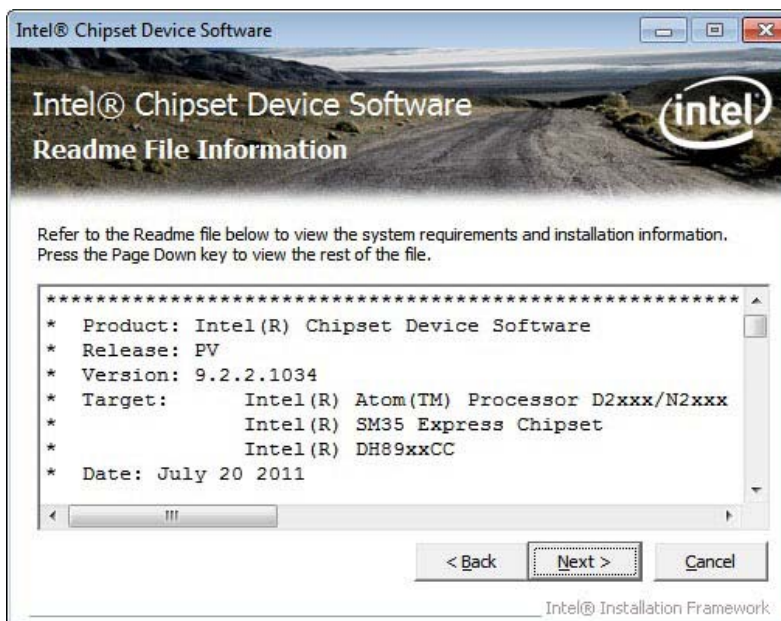 Intel® Chipset Device Software
Intel® Chipset Device Software
intel
Readme File Information
Refer to the Readme file below to view the system requirements and installation information.
Press the Page Down key to view the rest of the file.
*********************************************************
* Product: Intel(R) Chipset Device Software
* Release: PV
* Version: 9.2.2.1034
* Target: Intel(R) Atom(TM) Processor D2xxx/N2xxx
* Intel(R) SM35 Express Chipset
* Intel(R) DH89xxCC
* Date: July 20 2011
< Back Next > Cancel
Intel® Installation Framework